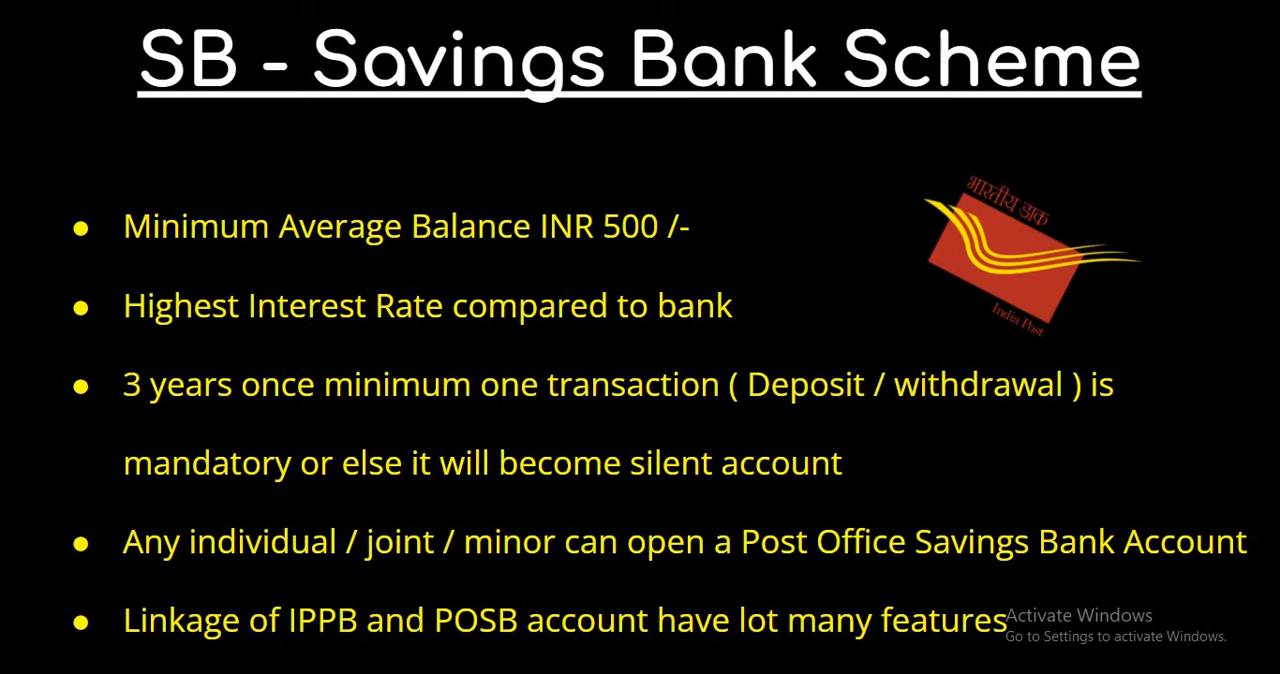 SB - Savings Bank Scheme
● Minimum Average Balance INR 500 /-
भारतीय डाक
India Post
● Highest Interest Rate compared to bank
● 3 years once minimum one transaction ( Deposit / withdrawal ) is
mandatory or else it will become silent account
● Any individual / joint / minor can open a Post Office Savings Bank Account
● Linkage of IPPB and POSB account have lot many features
Activate Windows
Go to Settings to activate Windows.